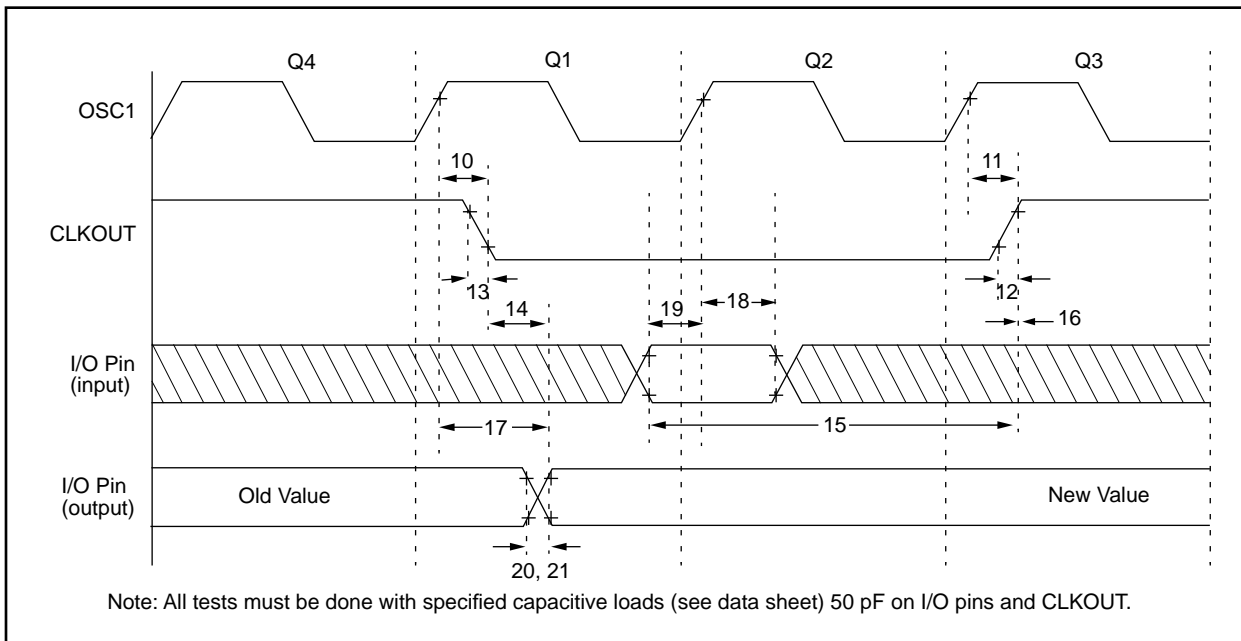 Q4 Q1 Q2 Q3
OSC1
10 11
CLKOUT
13 12
14 19 18 16
I/O Pin
(input)
17 15
I/O Pin
(output)
Old Value New Value
20, 21
Note: All tests must be done with specified capacitive loads (see data sheet) 50 pF on I/O pins and CLKOUT.